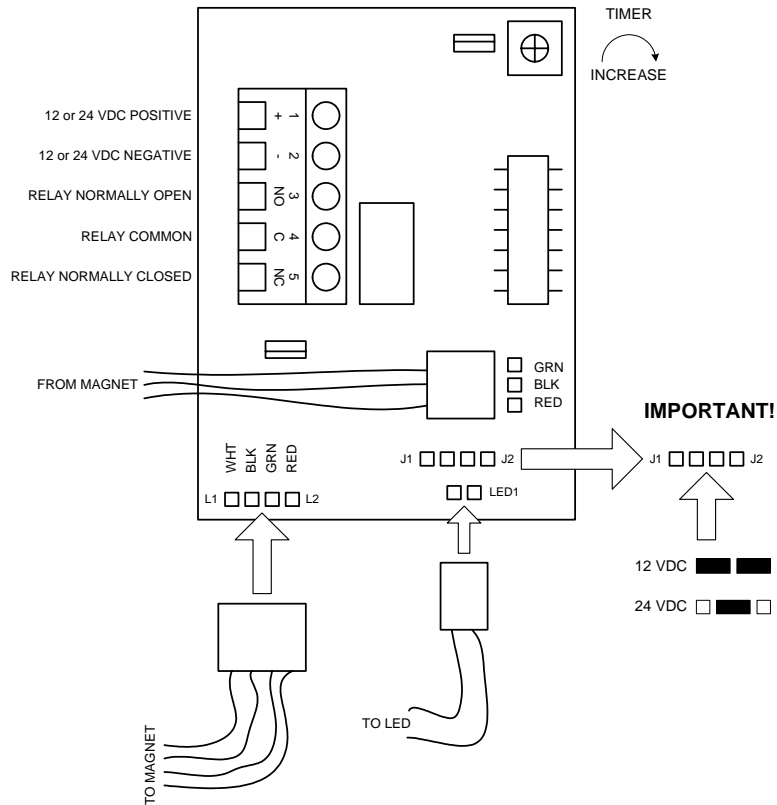 TIMER
INCREASE
12 or 24 VDC POSITIVE
+ 1
12 or 24 VDC NEGATIVE
- 2
RELAY NORMALLY OPEN
NO 3
RELAY COMMON
C 4
RELAY NORMALLY CLOSED
NC 5
FROM MAGNET
GRN
BLK
RED
IMPORTANT!
WHT
BLK
GRN
RED
J1 J2
J1 J2
L1 L2
LED1
12 VDC
24 VDC
TO LED
TO MAGNET